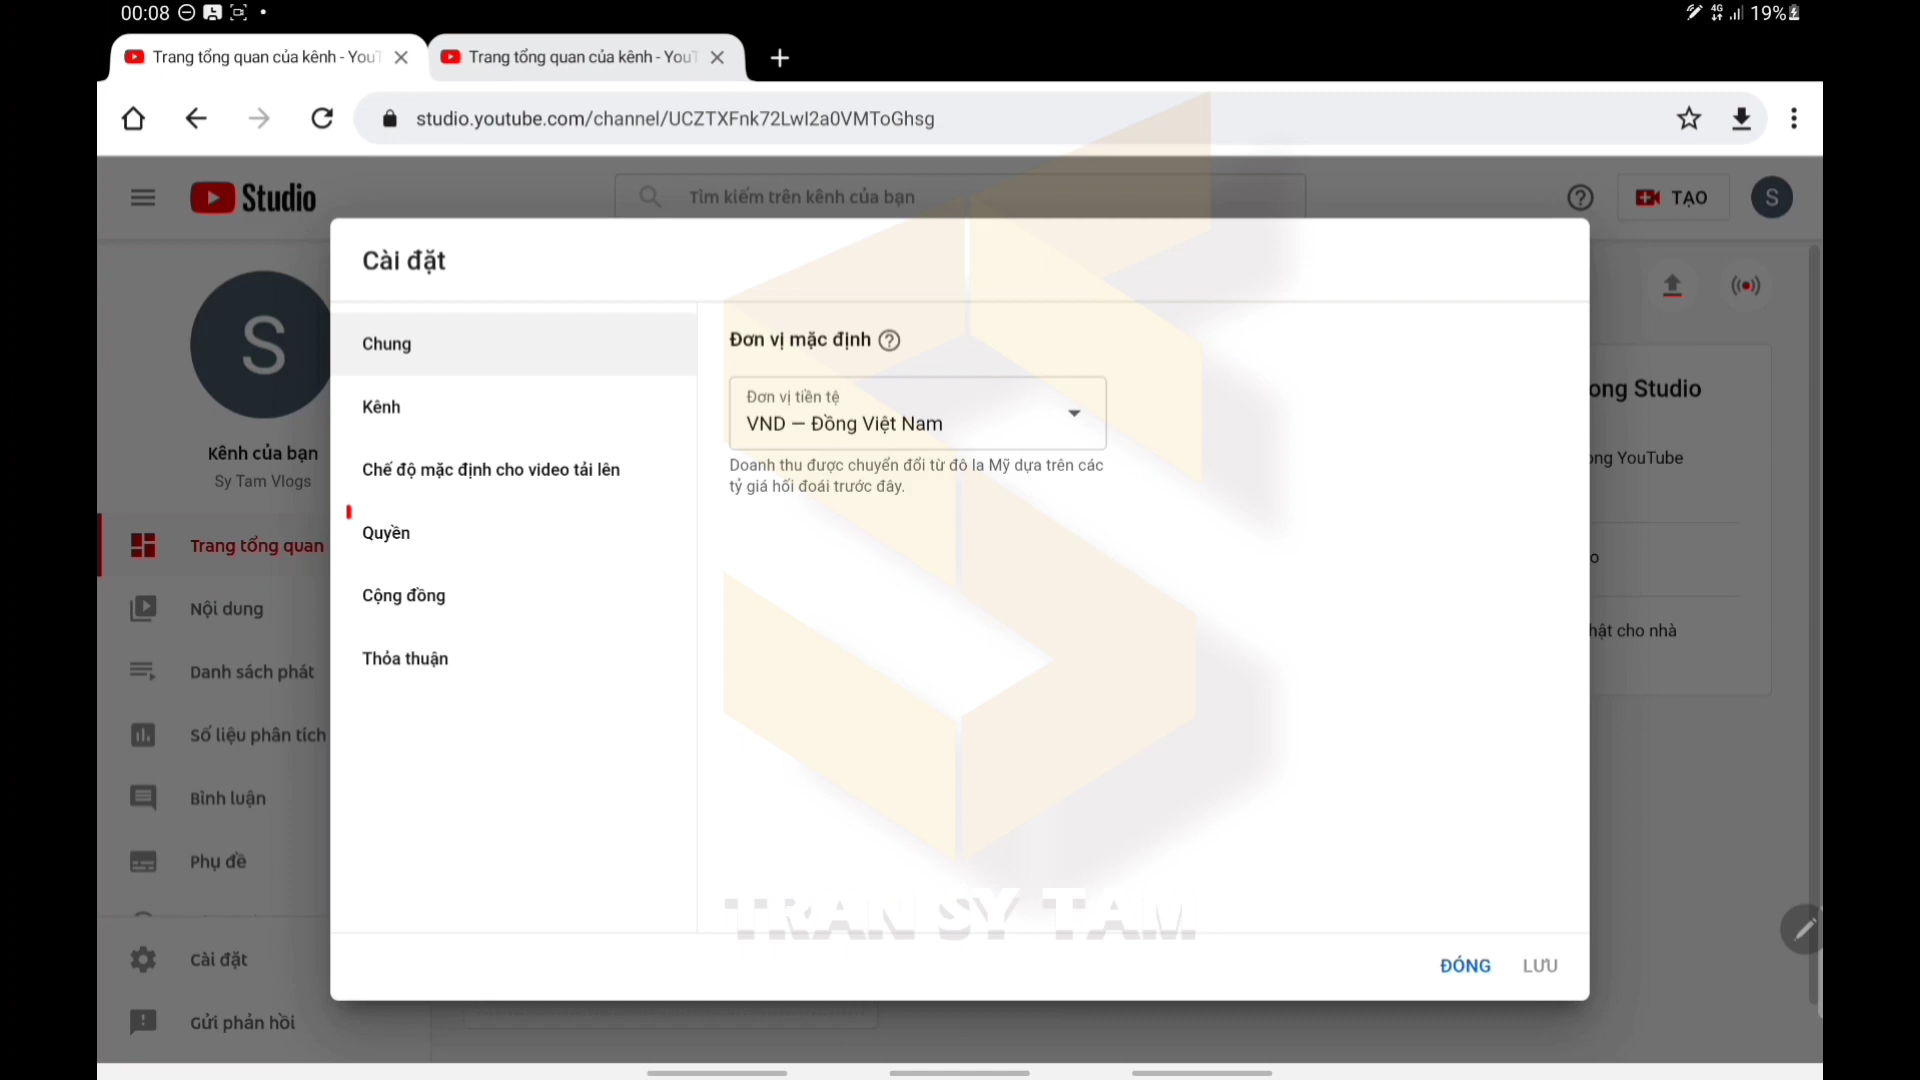 00:08
19%
Trang tổng quan của kênh - You
Trang tổng quan của kênh - You
studio.youtube.com/channel/UCZTXFnk72LwI2a0VMToGhsg
Studio
Tìm kiếm trên kênh của bạn
TẠO
S
S
Kênh của bạn
Sy Tam Vlogs
Trang tổng quan
Nội dung
Danh sách phát
Số liệu phân tích
Bình luận
Phụ đề
Cài đặt
Gửi phản hồi
Cài đặt
Chung
Kênh
Chế độ mặc định cho video tải lên
Quyền
Cộng đồng
Thỏa thuận
Đơn vị mặc định
Đơn vị tiền tệ
VND — Đồng Việt Nam
Doanh thu được chuyển đổi từ đô la Mỹ dựa trên các
tỷ giá hối đoái trước đây.
ong Studio
ong YouTube
o
hật cho nhà
TRAN SY TAM
ĐÓNG
LƯU